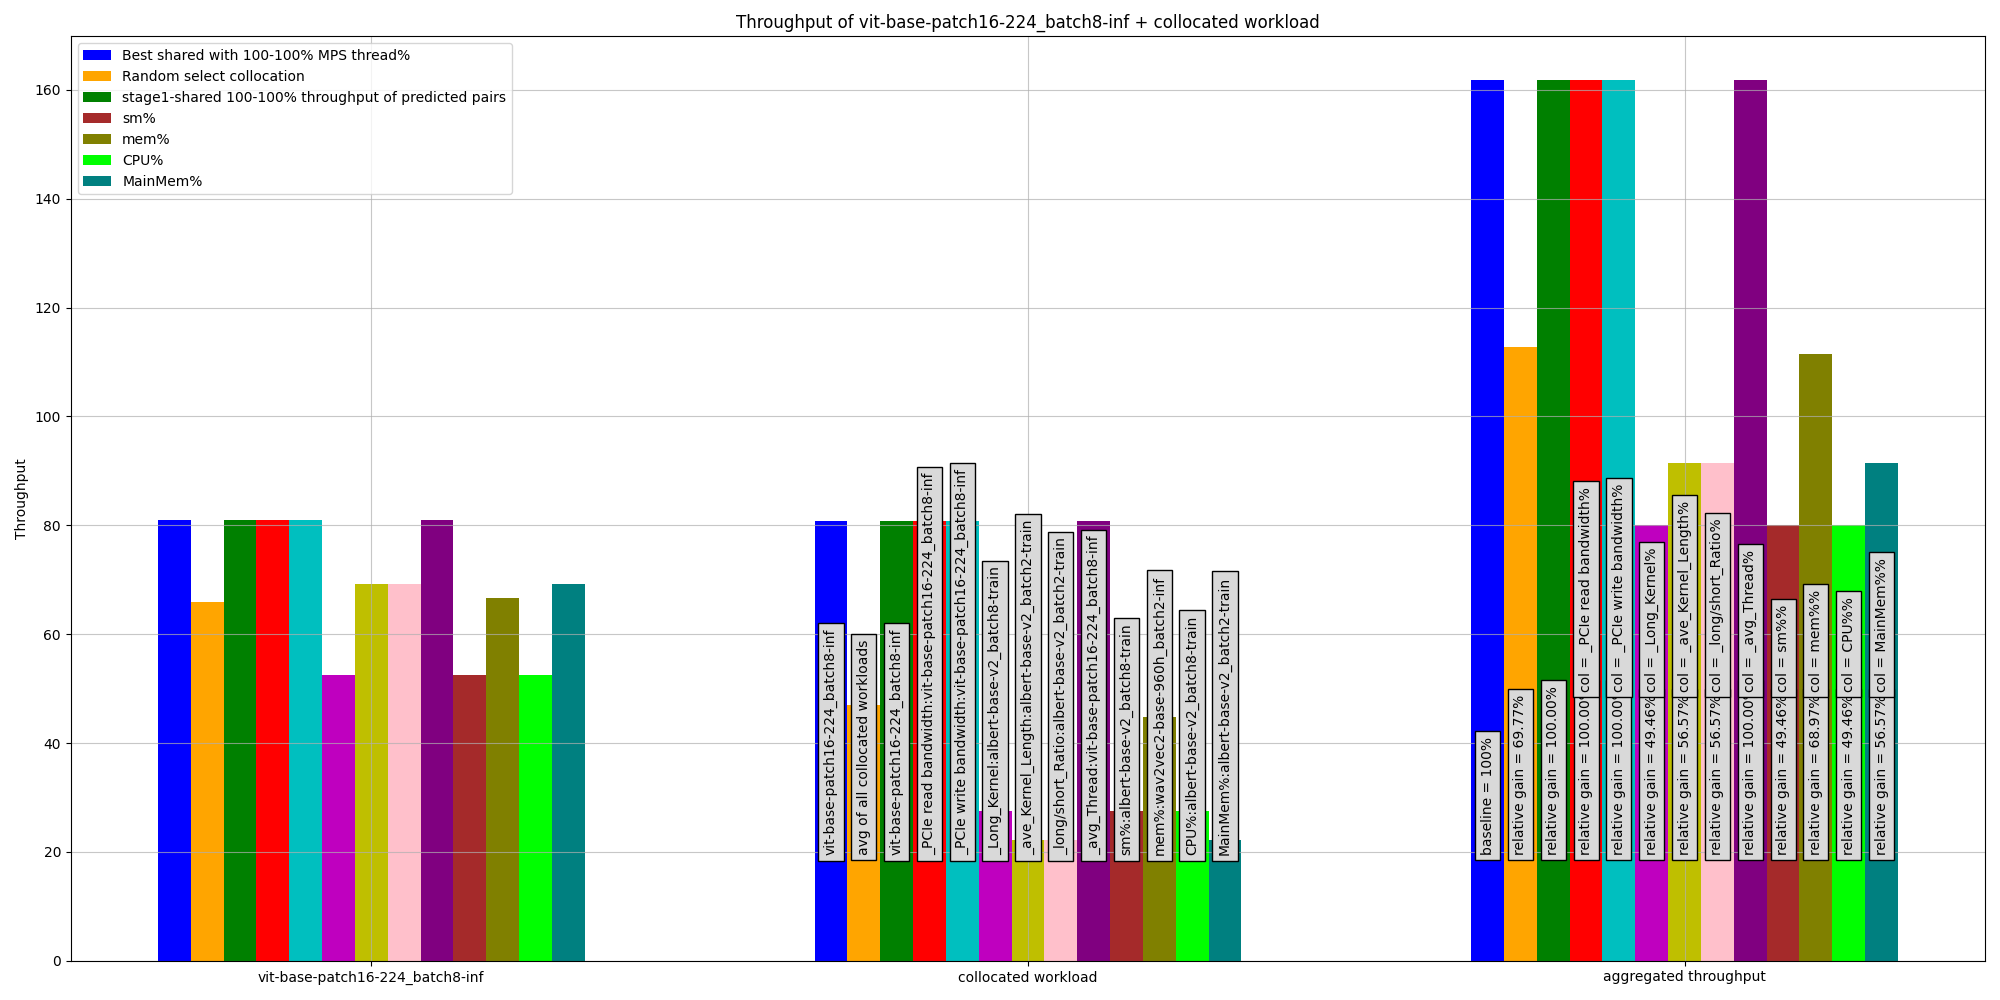 Throughput of vit-base-patch16-224_batch8-inf + collocated workload
Best shared with 100-100% MPS thread%
Random select collocation
stage1-shared 100-100% throughput of predicted pairs
sm%
mem%
CPU%
MainMem%
Throughput
160
140
120
100
80
60
40
20
0
vit-base-patch16-224_batch8-inf
avg of all collocated workloads
vit-base-patch16-224_batch8-inf
_PCIe read bandwidth:vit-base-patch16-224_batch8-inf
_PCIe write bandwidth:vit-base-patch16-224_batch8-inf
_Long_Kernel:albert-base-v2_batch8-train
_ave_Kernel_Length:albert-base-v2_batch2-train
_long/short_Ratio:albert-base-v2_batch2-train
_avg_Thread:vit-base-patch16-224_batch8-inf
sm%:albert-base-v2_batch8-train
mem%:wav2vec2-base-960h_batch2-inf
CPU%:albert-base-v2_batch8-train
MainMem%:albert-base-v2_batch2-train
baseline = 100%
relative gain = 69.77%
relative gain = 100.00%
relative gain = 100.00%
col = _PCIe read bandwidth%
relative gain = 100.00%
col = _PCIe write bandwidth%
relative gain = 49.46%
col = _Long_Kernel%
relative gain = 56.57%
col = _ave_Kernel_Length%
relative gain = 56.57%
col = _long/short_Ratio%
relative gain = 100.00%
col = _avg_Thread%
relative gain = 49.46%
col = sm%%
relative gain = 68.97%
col = mem%%
relative gain = 49.46%
col = CPU%%
relative gain = 56.57%
col = MainMem%%
vit-base-patch16-224_batch8-inf
collocated workload
aggregated throughput